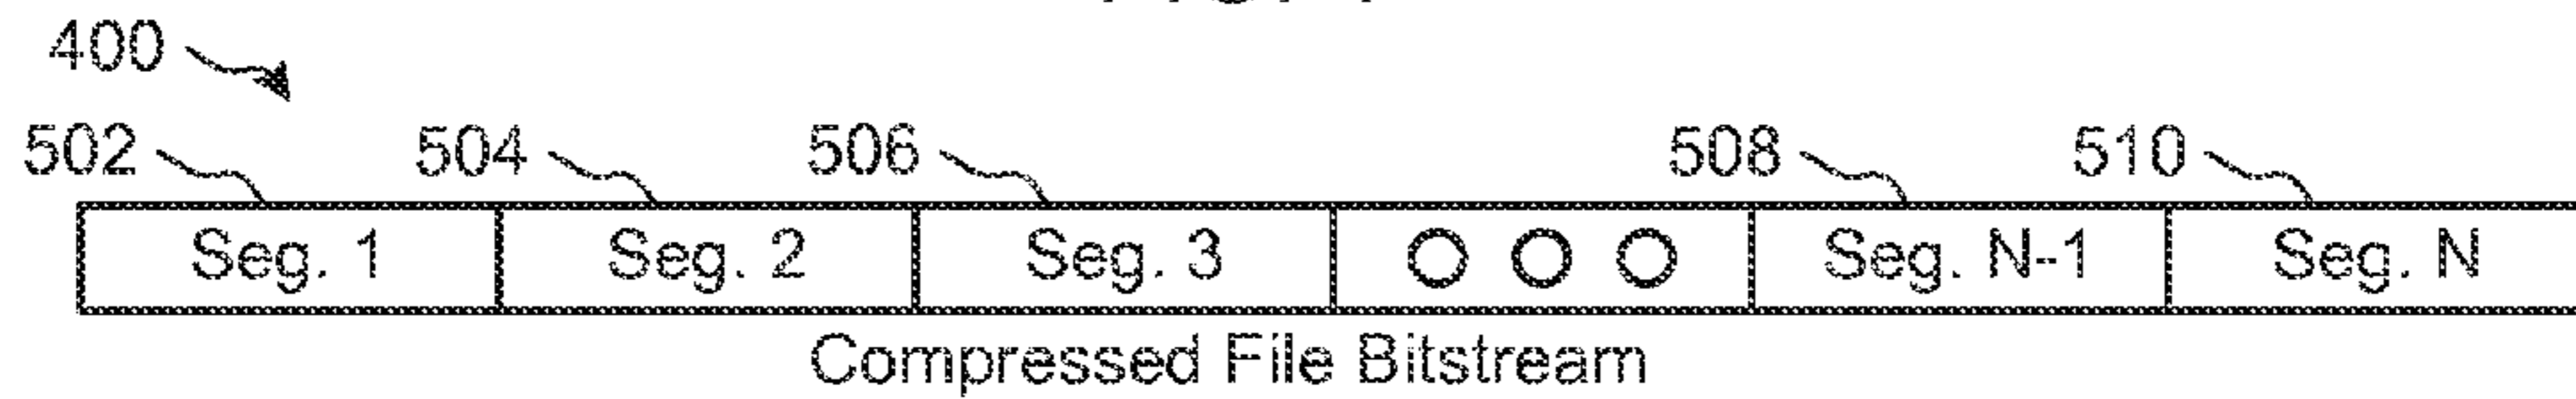 400
502 504 506 508 510
Seg. 1 Seg. 2 Seg. 3 O O O Seg. N-1 Seg. N
Compressed File Bitstream